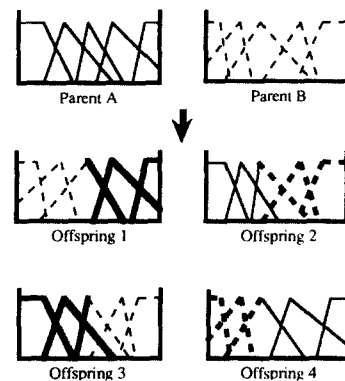 Parent A
Parent B
Offspring 1
Offspring 2
Offspring 3
Offspring 4